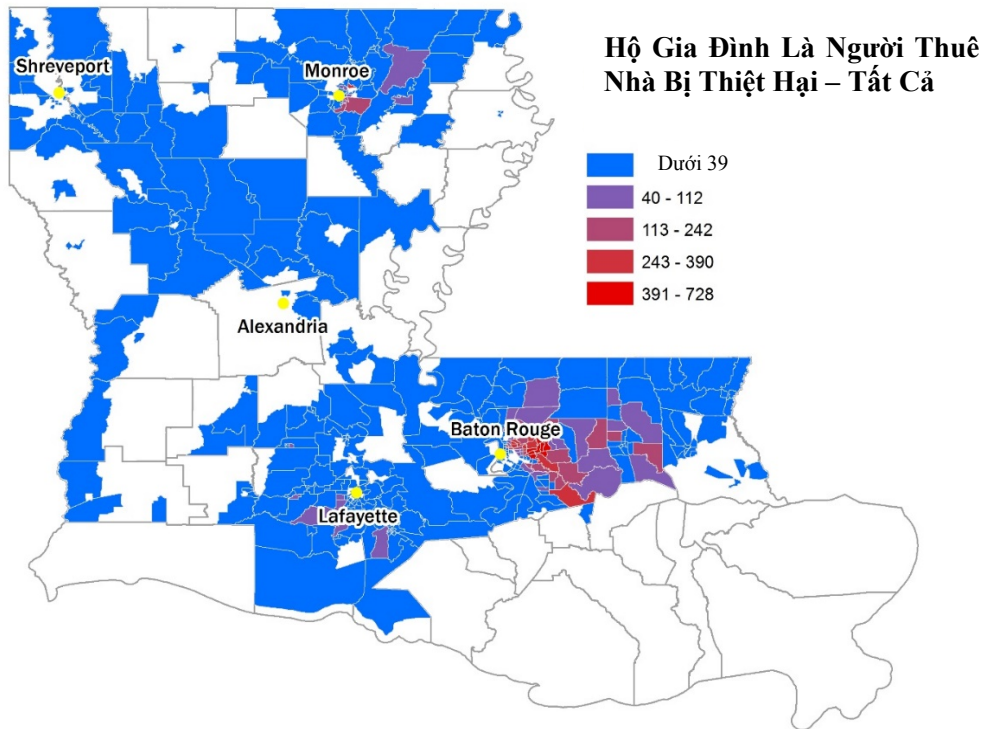 Hộ Gia Đình Là Người Thuê
Nhà Bị Thiệt Hại – Tất Cả
Shreveport
Monroe
Dưới 39
40 - 112
113 - 242
243 - 390
391 - 728
Alexandria
Baton Rouge
Lafayette